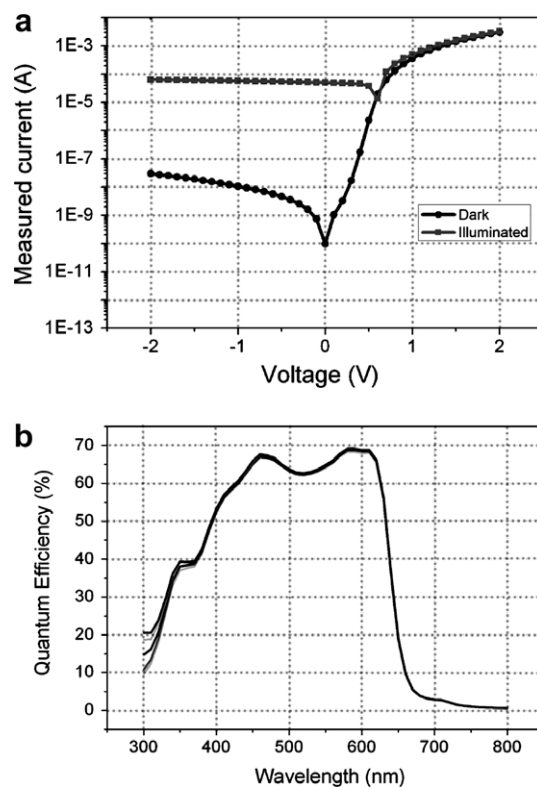 a
Measured current (A)
1E-3
1E-5
1E-7
1E-9
1E-11
1E-13
Dark
Illuminated
-2 -1 0 1 2
Voltage (V)
b
Quantum Efficiency (%)
70
60
50
40
30
20
10
0
300 400 500 600 700 800
Wavelength (nm)